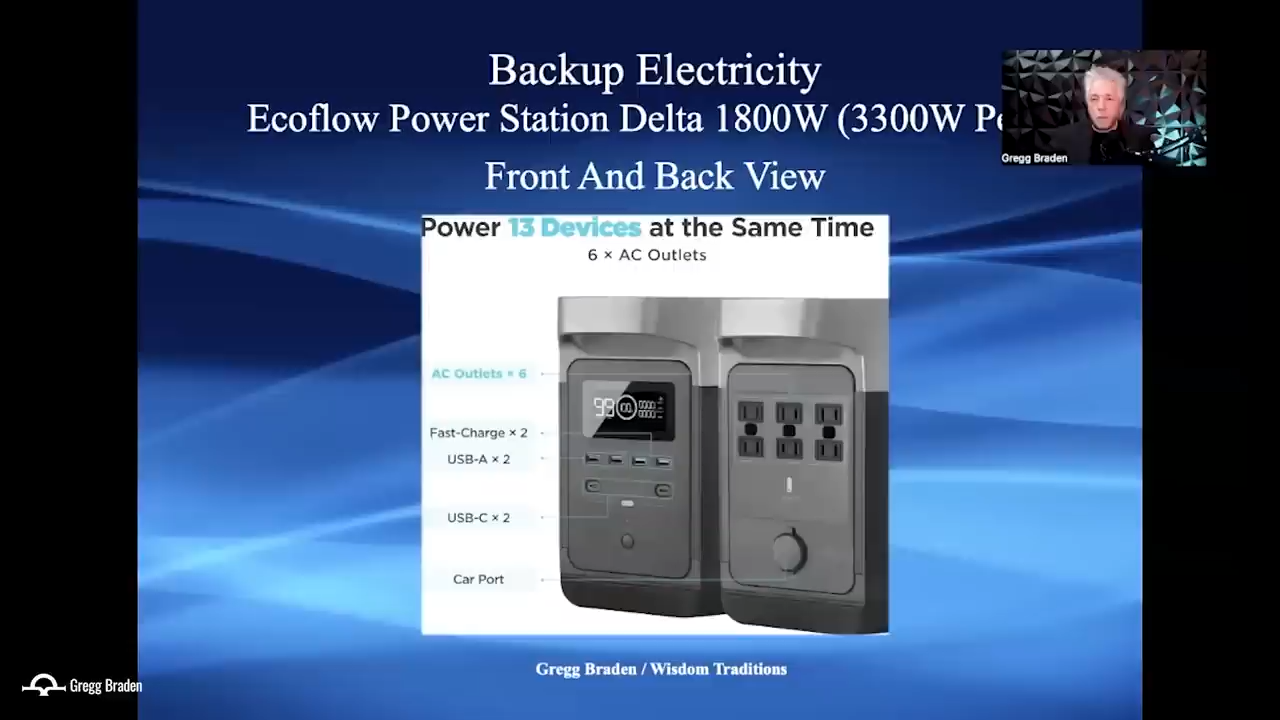 Backup Electricity
Ecoflow Power Station Delta 1800W (3300W
Front And Back View
Gregg Braden
Power 13 Devices at the Same Time
6 × AC Outlets
AC Outlets × 6
99
Fast-Charge × 2
USB-A × 2
USB-C × 2
Car Port
Gregg Braden / Wisdom Traditions
Gregg Braden